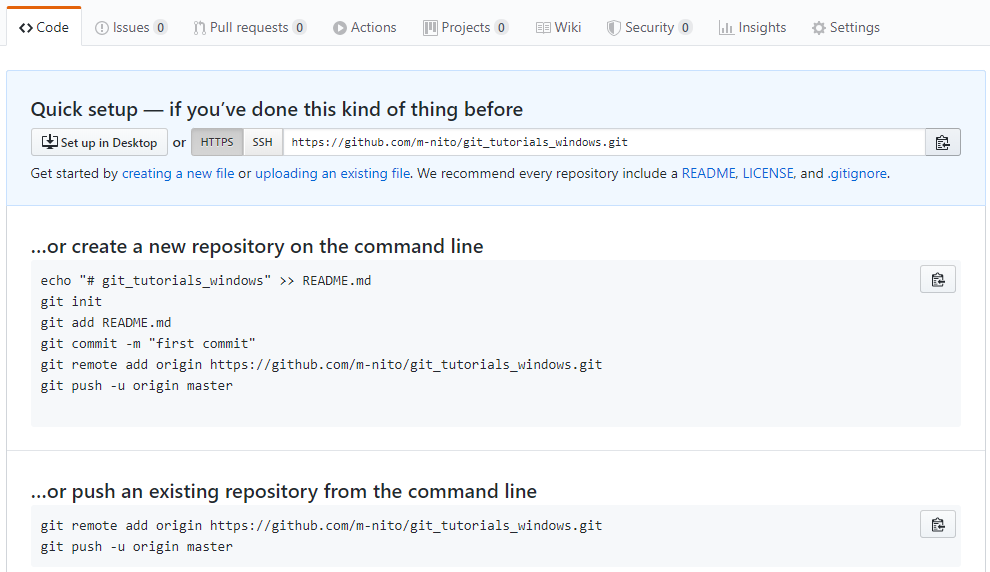 Code Issues 0 Pull requests 0 Actions Projects 0 Wiki Security 0 Insights Settings
Quick setup — if you’ve done this kind of thing before
Set up in Desktop or HTTPS SSH https://github.com/m-nito/git_tutorials_windows.git
Get started by creating a new file or uploading an existing file. We recommend every repository include a README, LICENSE, and .gitignore.
…or create a new repository on the command line
echo "# git_tutorials_windows" >> README.md
git init
git add README.md
git commit -m "first commit"
git remote add origin https://github.com/m-nito/git_tutorials_windows.git
git push -u origin master
…or push an existing repository from the command line
git remote add origin https://github.com/m-nito/git_tutorials_windows.git
git push -u origin master